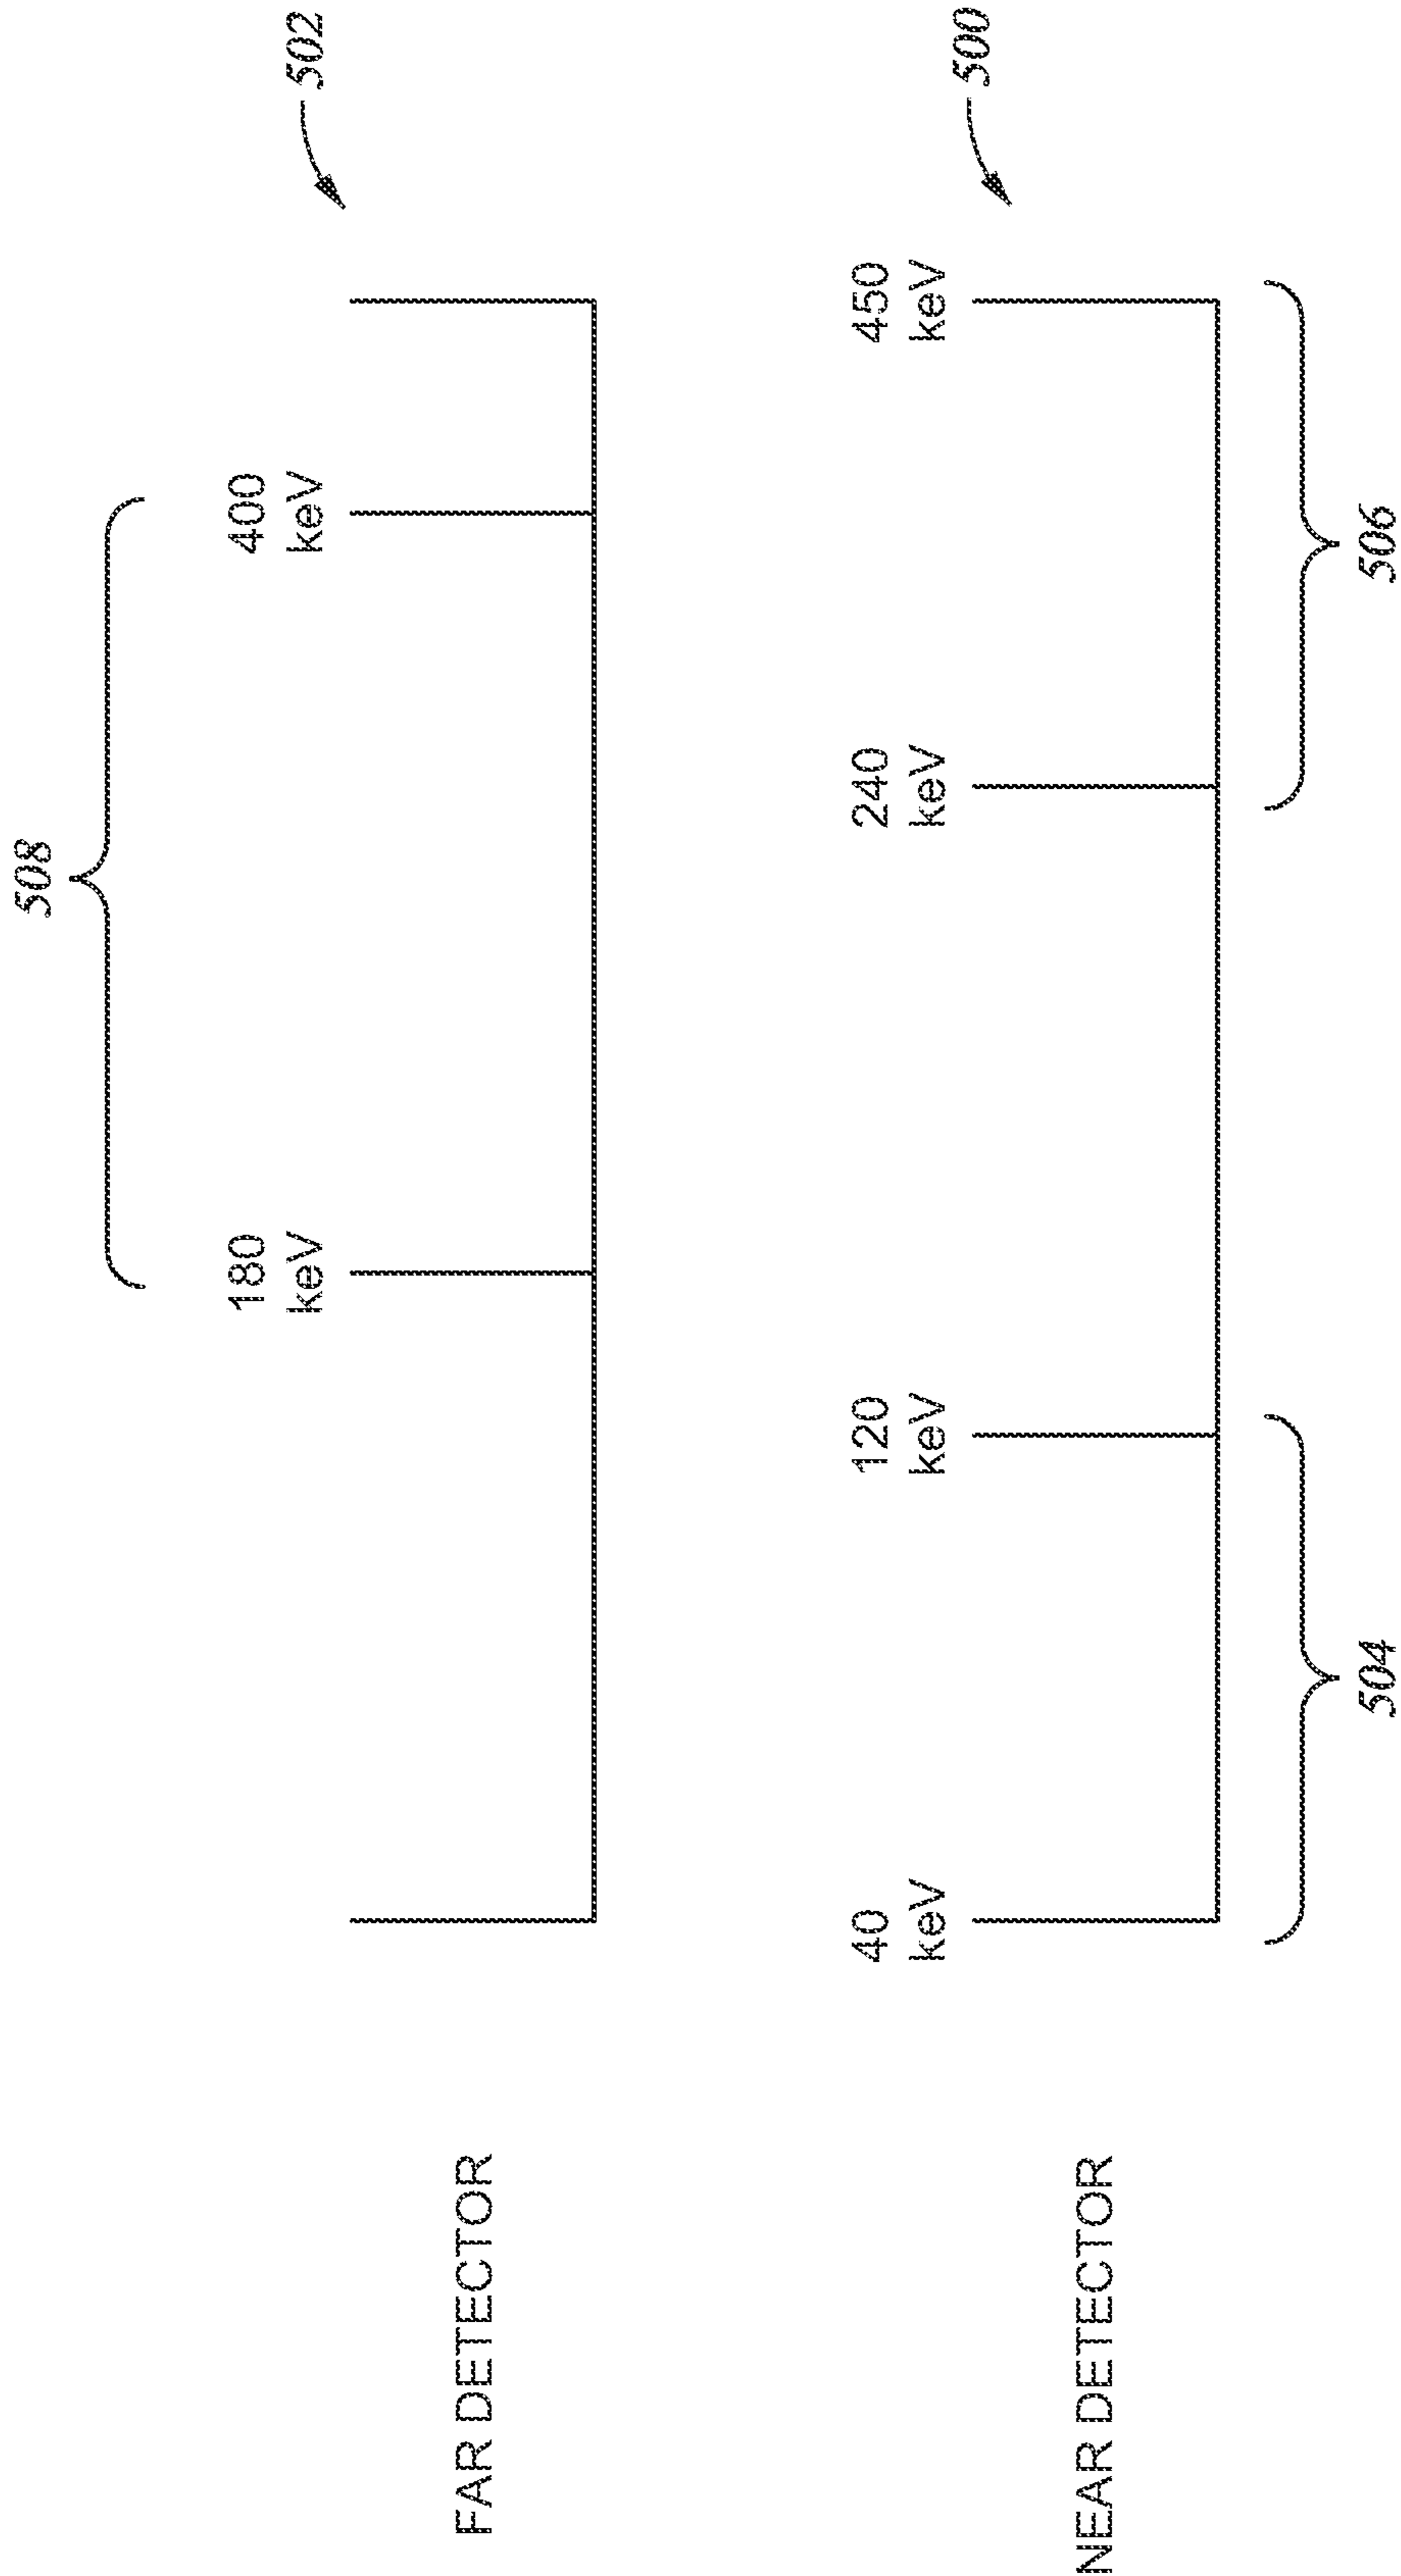 508
180
keV
400
keV
502
FAR DETECTOR
40
keV
120
keV
240
keV
450
keV
500
NEAR DETECTOR
504
506